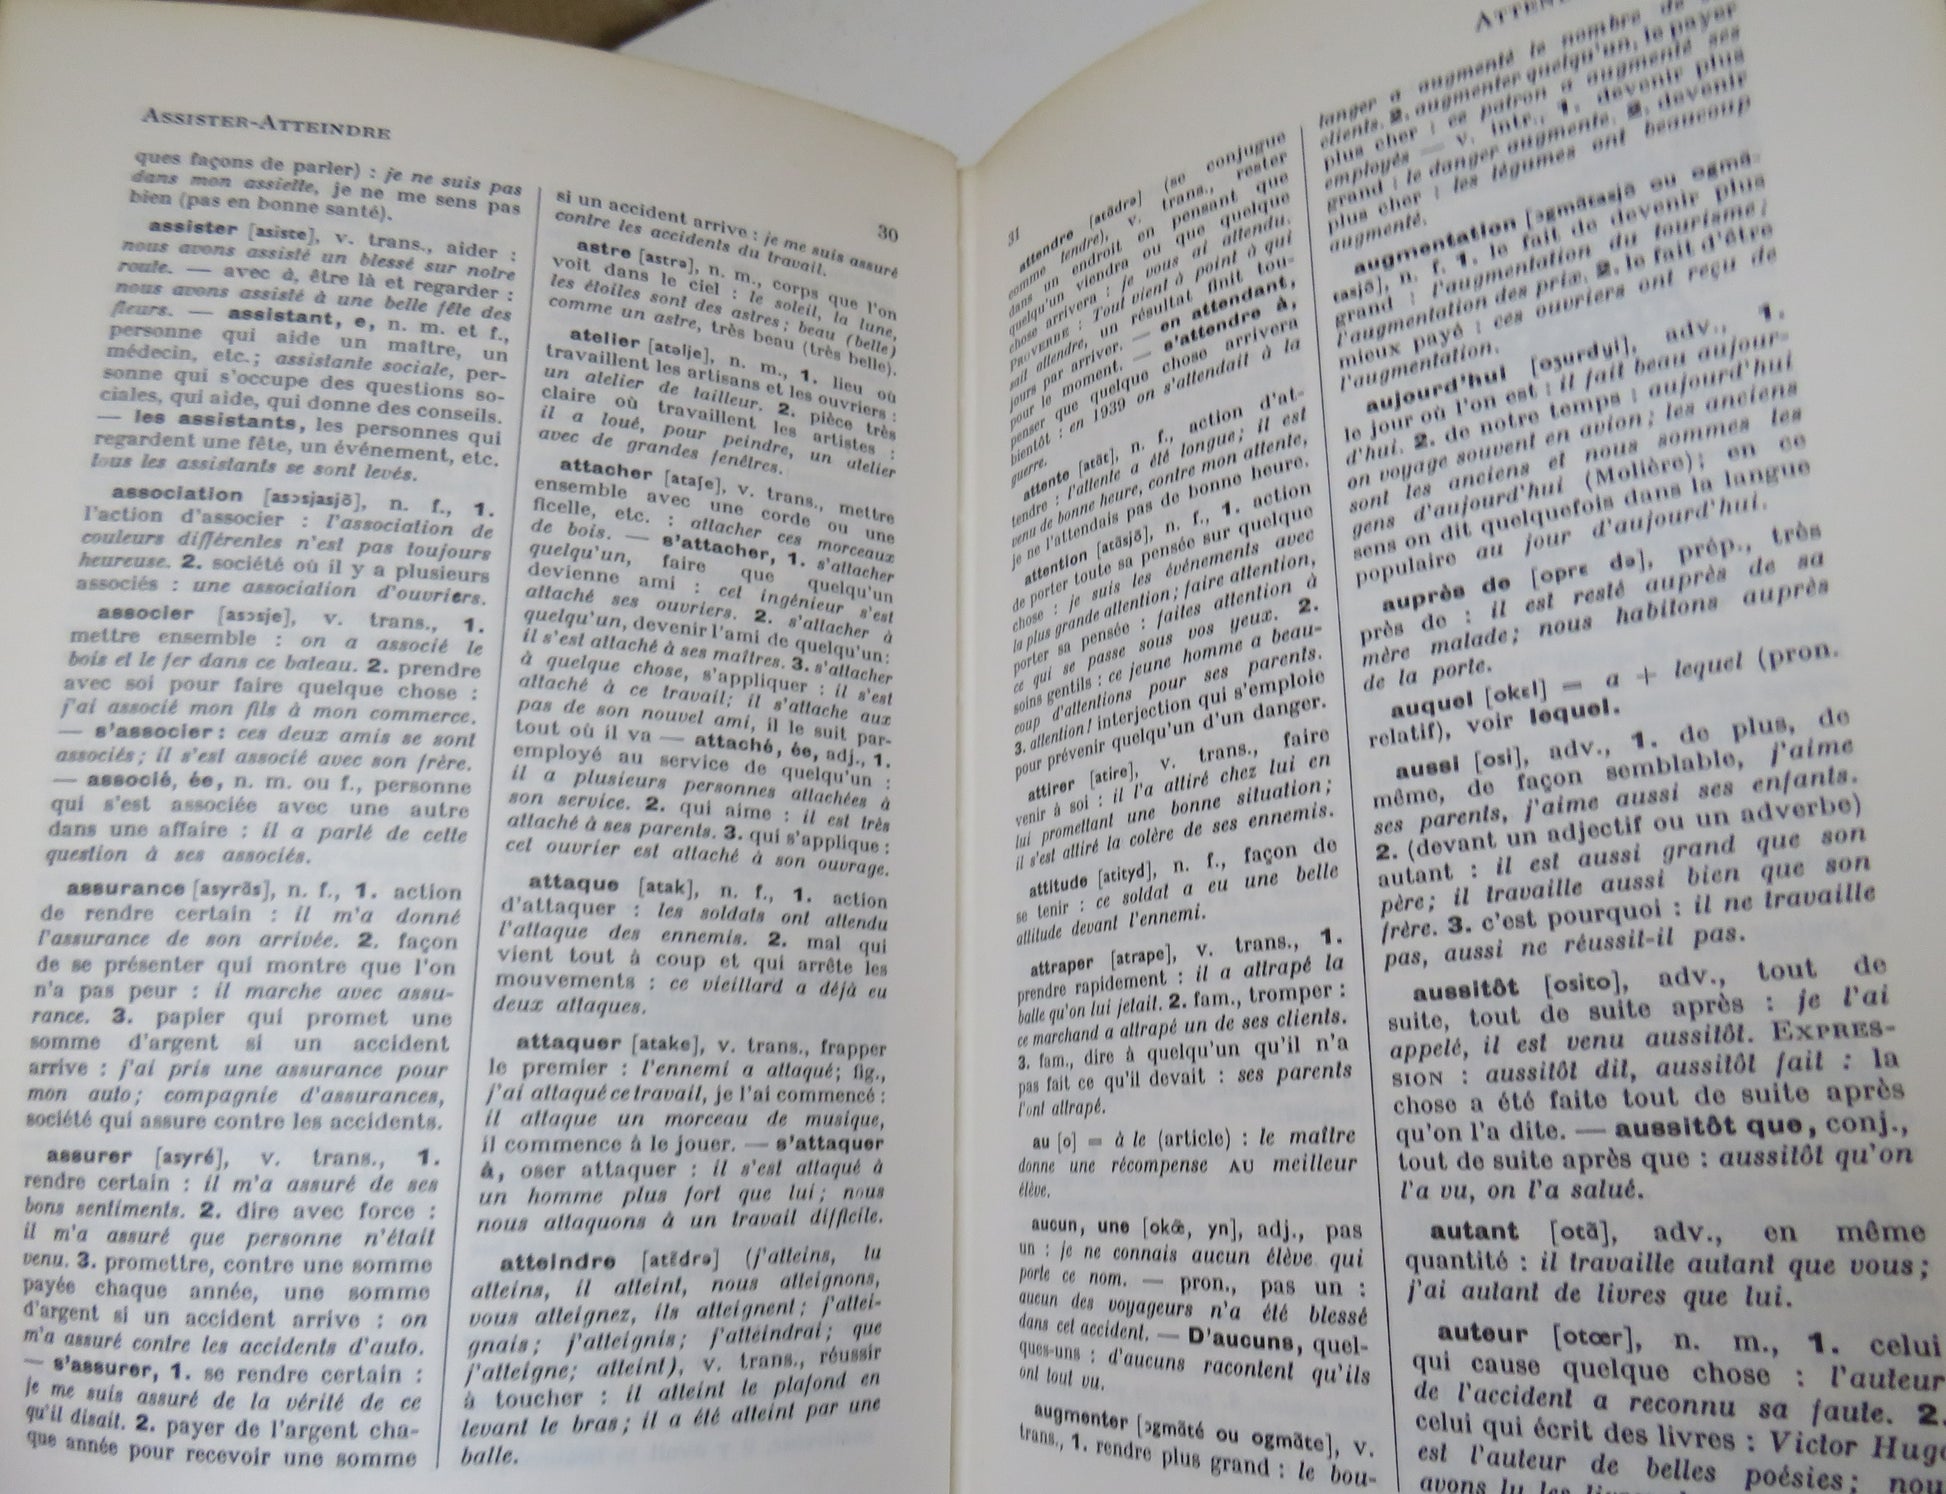 ASSISTER-ATTEINDRE
ques façons de parler) : je ne suis pas
dans mon assiette, je ne me sens pas
bien (pas en bonne santé).
assister [asiste], v. trans., aider :
nous avons assisté un blessé sur notre
route. — avec à, être là et regarder :
nous avons assisté à une belle fête des
fleurs. — assistant, e, n. m. et f.,
personne qui aide un maître, un
médecin, etc.; assistante sociale, per-
sonne qui s'occupe des questions so-
ciales, qui aide, qui donne des conseils.
— les assistants, les personnes qui
regardent une fête, un événement, etc.
tous les assistants se sont levés.
association [asɔsjasjõ], n. f., 1.
l'action d'associer : l'association de
couleurs différentes n'est pas toujours
heureuse. 2. société où il y a plusieurs
associés : une association d'ouvriers.
associer [asɔsje], v. trans., 1.
mettre ensemble : on a associé le
bois et le fer dans ce bateau. 2. prendre
avec soi pour faire quelque chose :
j'ai associé mon fils à mon commerce.
— s'associer : ces deux amis se sont
associés; il s'est associé avec son frère.
— associé, ée, n. m. ou f., personne
qui s'est associée avec une autre
dans une affaire : il a parlé de cette
question à ses associés.
assurance [asyrãs], n. f., 1. action
de rendre certain : il m'a donné
l'assurance de son arrivée. 2. façon
de se présenter qui montre que l'on
n'a pas peur : il marche avec assu-
rance. 3. papier qui promet une
somme d'argent si un accident
arrive : j'ai pris une assurance pour
mon auto; compagnie d'assurances,
société qui assure contre les accidents.
assurer [asyré], v. trans., 1.
rendre certain : il m'a assuré de ses
bons sentiments. 2. dire avec force :
il m'a assuré que personne n'était
venu. 3. promettre, contre une somme
payée chaque année, une somme
d'argent si un accident arrive : on
m'a assuré contre les accidents d'auto.
— s'assurer, 1. se rendre certain :
je me suis assuré de la vérité de ce
qu'il disait. 2. payer de l'argent cha-
que année pour recevoir une somme
30
si un accident arrive : je me suis assuré
contre les accidents du travail.
astre [astrə], n. m., corps que l'on
voit dans le ciel : le soleil, la lune,
les étoiles sont des astres; beau (belle)
comme un astre, très beau (très belle).
atelier [atəlje], n. m., 1. lieu où
travaillent les artisans et les ouvriers :
un atelier de tailleur. 2. pièce très
claire où travaillent les artistes :
il a loué, pour peindre, un atelier
avec de grandes fenêtres.
attacher [ataʃe], v. trans., mettre
ensemble avec une corde ou une
ficelle, etc. : attacher ces morceaux
de bois. — s'attacher, 1. s'attacher
quelqu'un, faire que quelqu'un
devienne ami : cet ingénieur s'est
attaché ses ouvriers. 2. s'attacher à
quelqu'un, devenir l'ami de quelqu'un:
il s'est attaché à ses maîtres. 3. s'attacher
à quelque chose, s'appliquer : il s'est
attaché à ce travail; il s'attache aux
pas de son nouvel ami, il le suit par-
tout où il va — attaché, ée, adj., 1.
employé au service de quelqu'un :
il a plusieurs personnes attachées à
son service. 2. qui aime : il est très
attaché à ses parents. 3. qui s'applique :
cet ouvrier est attaché à son ouvrage.
attaque [atak], n. f., 1. action
d'attaquer : les soldats ont attendu
l'attaque des ennemis. 2. mal qui
vient tout à coup et qui arrête les
mouvements : ce vieillard a déjà eu
deux attaques.
attaquer [atake], v. trans., frapper
le premier : l'ennemi a attaqué; fig.,
j'ai attaqué ce travail, je l'ai commencé :
il attaque un morceau de musique,
il commence à le jouer. — s'attaquer
à, oser attaquer : il s'est attaqué à
un homme plus fort que lui; nous
nous attaquons à un travail difficile.
atteindre [atɛ̃drə] (j'atteins, tu
atteins, il atteint, nous atteignons,
vous atteignez, ils atteignent; j'attei-
gnais; j'atteignis; j'atteindrai; que
j'atteigne; atteint), v. trans., réussir
à toucher : il atteint le plafond en
levant le bras; il a été atteint par une
balle.
31
attendre [atãdrə] (se conjugue
comme tendre), v. trans., rester
dans un endroit en pensant que
quelqu'un viendra ou que quelque
chose arrivera : je vous ai attendu.
PROVERBE : Tout vient à point à qui
sait attendre, un résultat finit tou-
jours par arriver. — en attendant,
pour le moment. — s'attendre à,
penser que quelque chose arrivera
bientôt : en 1939 on s'attendait à la
guerre.
attente [atãt], n. f., action d'at-
tendre : l'attente a été longue; il est
venu de bonne heure, contre mon attente,
je ne l'attendais pas de bonne heure.
attention [atãsjõ], n. f., 1. action
de porter toute sa pensée sur quelque
chose : je suis les événements avec
la plus grande attention; faire attention,
porter sa pensée : faites attention à
ce qui se passe sous vos yeux. 2.
soins gentils : ce jeune homme a beau-
coup d'attentions pour ses parents.
3. attention! interjection qui s'emploie
pour prévenir quelqu'un d'un danger.
attirer [atire], v. trans., faire
venir à soi : il l'a attiré chez lui en
lui promettant une bonne situation;
il s'est attiré la colère de ses ennemis.
attitude [atityd], n. f., façon de
se tenir : ce soldat a eu une belle
attitude devant l'ennemi.
attraper [atrape], v. trans., 1.
prendre rapidement : il a attrapé la
balle qu'on lui jetait. 2. fam., tromper :
ce marchand a attrapé un de ses clients.
3. fam., dire à quelqu'un qu'il n'a
pas fait ce qu'il devait : ses parents
l'ont attrapé.
au [o] = à le (article) : le maître
donne une récompense AU meilleur
élève.
aucun, une [okœ̃, yn], adj., pas
un : je ne connais aucun élève qui
porte ce nom. — pron., pas un :
aucun des voyageurs n'a été blessé
dans cet accident. — D'aucuns, quel-
ques-uns : d'aucuns racontent qu'ils
ont tout vu.
augmenter [ɔgmãté ou ogmãte], v.
trans., 1. rendre plus grand : le bou-
langer a augmenté le nombre de
clients. 2. augmenter quelqu'un, le payer
plus cher : ce patron a augmenté ses
employés — v. intr., 1. devenir plus
grand : le danger augmente. 2. devenir
plus cher : les légumes ont beaucoup
augmenté.
augmentation [ɔgmãtasjõ ou ogmã-
tasjõ], n. f. 1. le fait de devenir plus
grand : l'augmentation du tourisme;
l'augmentation des prix. 2. le fait d'être
mieux payé : ces ouvriers ont reçu de
l'augmentation.
aujourd'hui [oʒurdɥi], adv., 1.
le jour où l'on est : il fait beau aujour-
d'hui. 2. de notre temps : aujourd'hui
on voyage souvent en avion; les anciens
sont les anciens et nous sommes les
gens d'aujourd'hui (Molière); en ce
sens on dit quelquefois dans la langue
populaire au jour d'aujourd'hui.
auprès de [oprɛ də], prép., très
près de : il est resté auprès de sa
mère malade; nous habitons auprès
de la porte.
auquel [okɛl] = a + lequel (pron.
relatif), voir lequel.
aussi [osi], adv., 1. de plus, de
même, de façon semblable, j'aime
ses parents, j'aime aussi ses enfants.
2. (devant un adjectif ou un adverbe)
autant : il est aussi grand que son
père; il travaille aussi bien que son
frère. 3. c'est pourquoi : il ne travaille
pas, aussi ne réussit-il pas.
aussitôt [osito], adv., tout de
suite, tout de suite après : je l'ai
appelé, il est venu aussitôt. EXPRES-
SION : aussitôt dit, aussitôt fait : la
chose a été faite tout de suite après
qu'on l'a dite. — aussitôt que, conj.,
tout de suite après que : aussitôt qu'on
l'a vu, on l'a salué.
autant [otã], adv., en même
quantité : il travaille autant que vous;
j'ai autant de livres que lui.
auteur [otœr], n. m., 1. celui
qui cause quelque chose : l'auteur
de l'accident a reconnu sa faute. 2.
celui qui écrit des livres : Victor Hugo
est l'auteur de belles poésies; nous
avons lu les